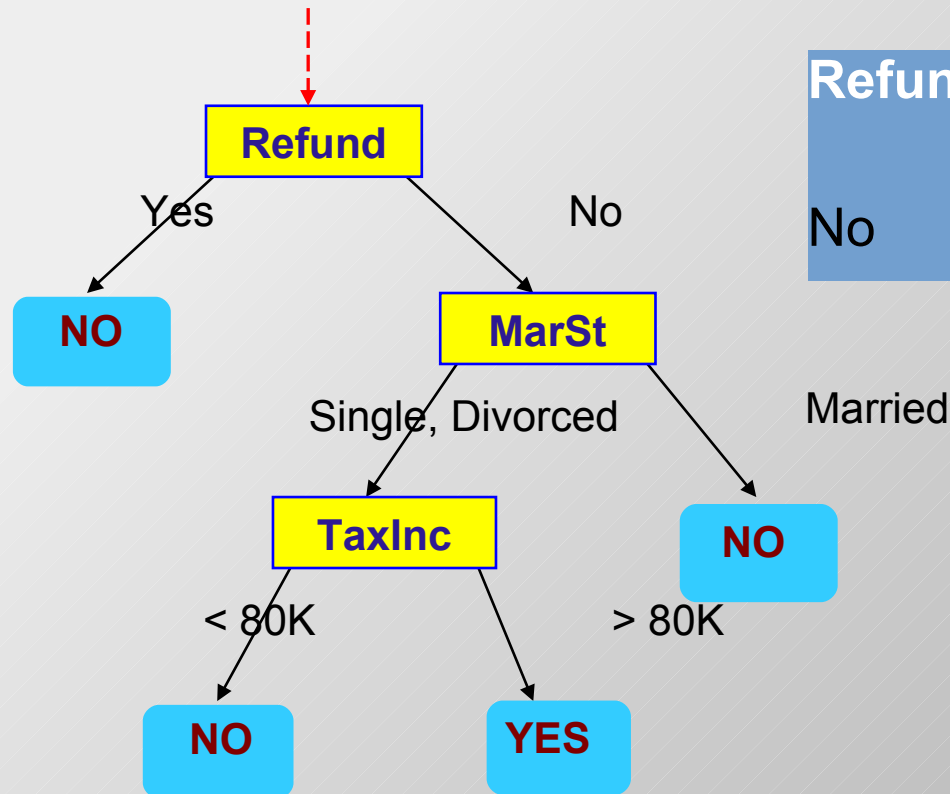 Refun
Refund
Yes
No
No
NO
MarSt
Single, Divorced
Married
TaxInc
NO
< 80K
> 80K
NO
YES